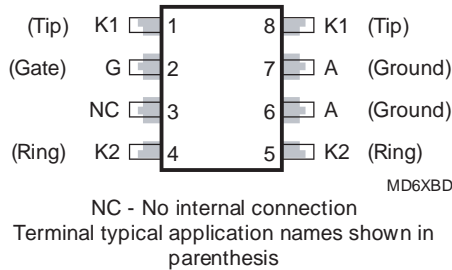 (Tip) K1 1 8 K1 (Tip)
(Gate) G 2 7 A (Ground)
NC 3 6 A (Ground)
(Ring) K2 4 5 K2 (Ring)
MD6XBD
NC - No internal connection
Terminal typical application names shown in
parenthesis